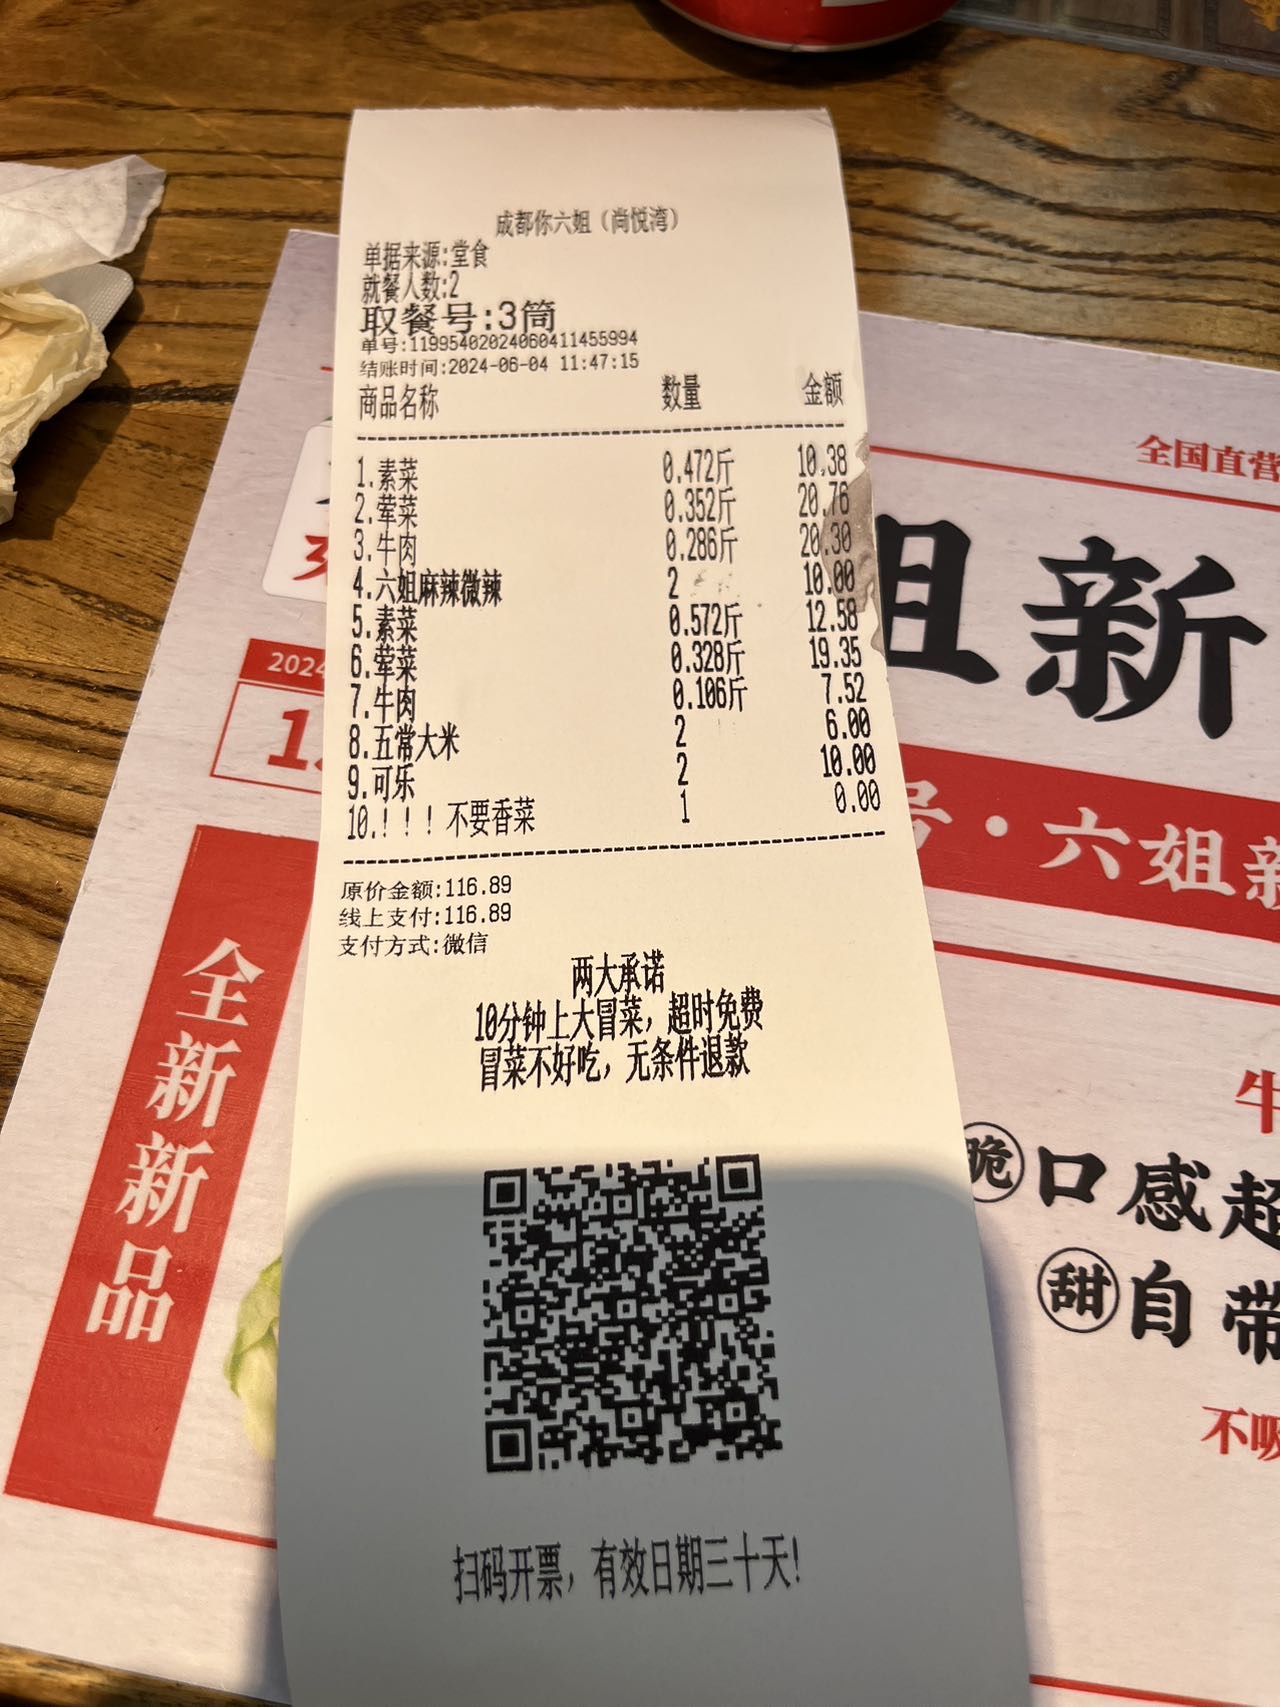 成都你六姐（尚悦湾）
单据来源:堂食
就餐人数:2
取餐号:3筒
单号:11995402024060411455994
结账时间:2024-06-04 11:47:15
商品名称 数量 金额
1.素菜 0.472斤 10.38
2.荤菜 0.352斤 20.76
3.牛肉 0.286斤 20.30
4.六姐麻辣微辣 2 10.00
5.素菜 0.572斤 12.58
6.荤菜 0.328斤 19.35
7.牛肉 0.106斤 7.52
8.五常大米 2 6.00
9.可乐 2 10.00
10.！！！不要香菜 1 0.00
原价金额:116.89
线上支付:116.89
支付方式:微信
两大承诺
10分钟上大冒菜，超时免费
冒菜不好吃，无条件退款
扫码开票，有效日期三十天!
全国直营
姐新
2024
1
号·六姐新
全新新品
牛
脆 口感超
甜 自带
不吸